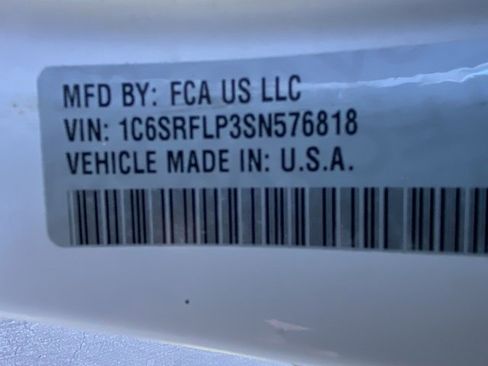 MFD BY: FCA US LLC
VIN: 1C6SRFLP3SN576818
VEHICLE MADE IN: U.S.A.